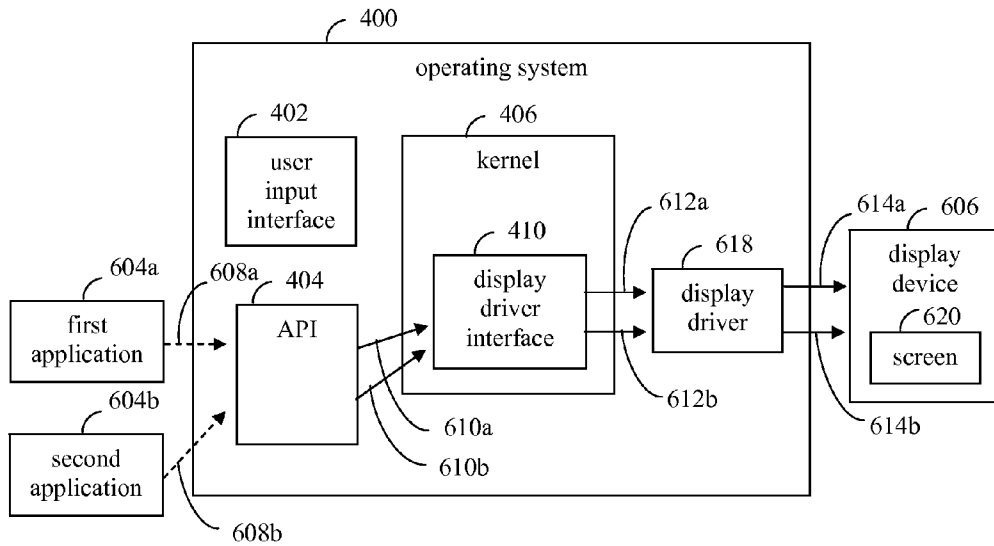 400
operating system
402
user
input
interface
406
kernel
410
display
driver
interface
612a
612b
618
display
driver
614a
614b
606
display
device
620
screen
604a
first
application
608a
404
API
610a
610b
604b
second
application
608b